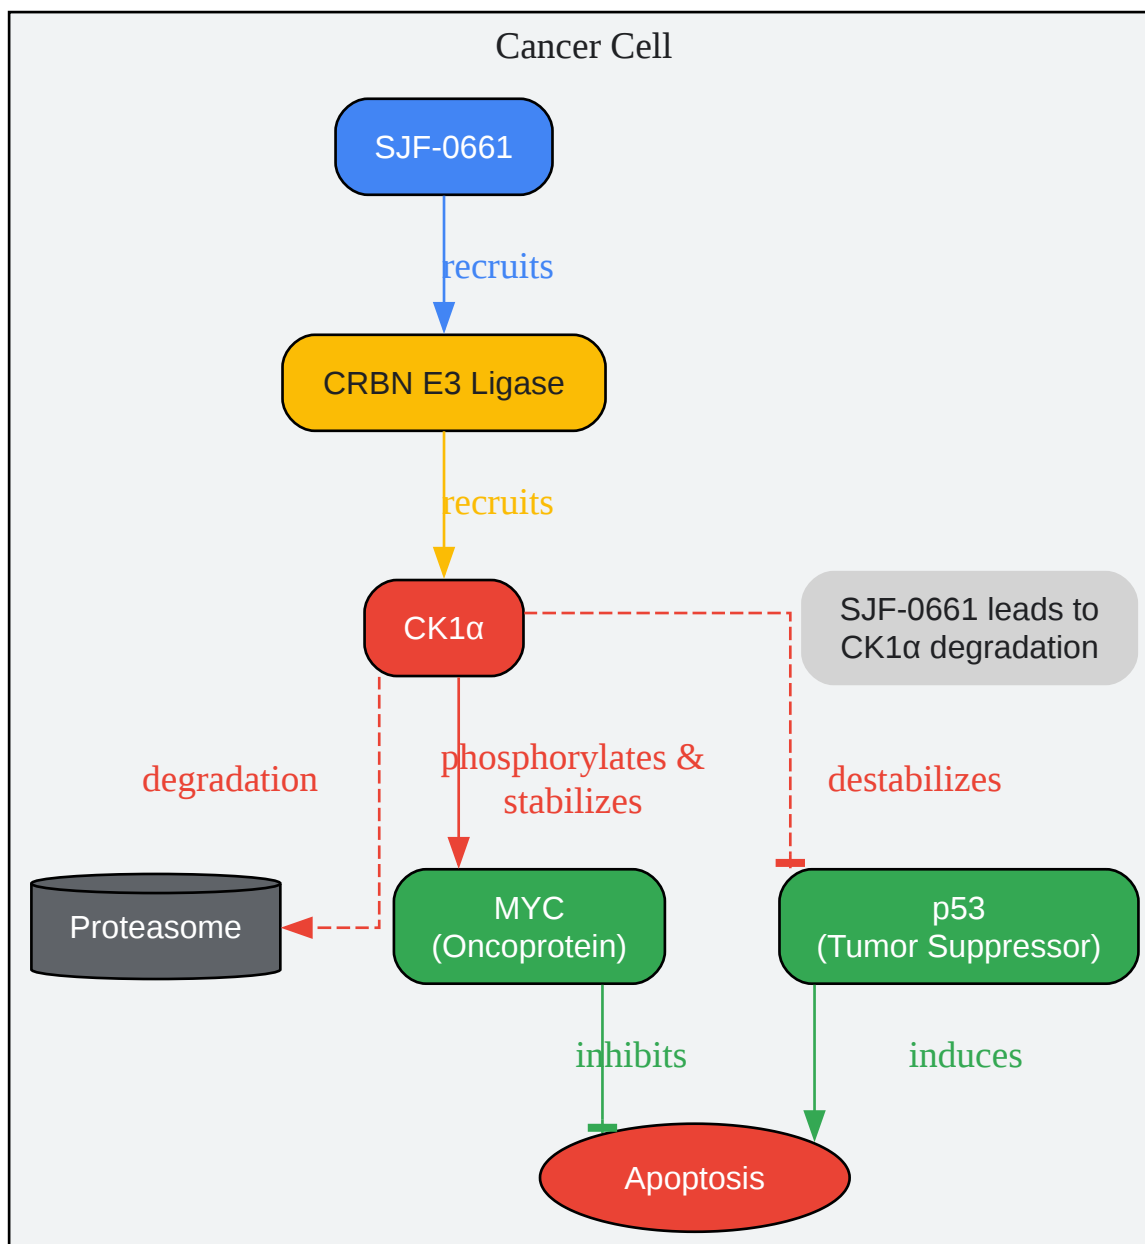 Cancer Cell
SJF-0661
recruits
CRBN E3 Ligase
recruits
CK1α
SJF-0661 leads to
CK1α degradation
degradation
phosphorylates &
stabilizes
destabilizes
Proteasome
MYC
(Oncoprotein)
p53
(Tumor Suppressor)
inhibits
induces
Apoptosis